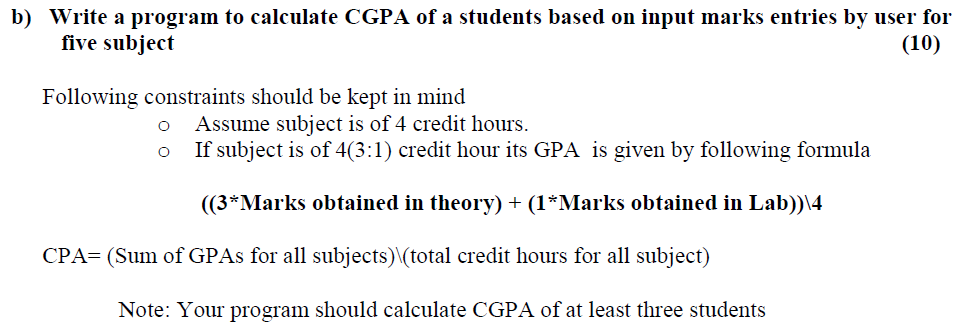 b) Write a program to calculate CGPA of a students based on input marks entries by user for
five subject (10)
Following constraints should be kept in mind
o Assume subject is of 4 credit hours.
o If subject is of 4(3:1) credit hour its GPA is given by following formula
((3*Marks obtained in theory) + (1*Marks obtained in Lab))\4
CPA= (Sum of GPAs for all subjects)\(total credit hours for all subject)
Note: Your program should calculate CGPA of at least three students